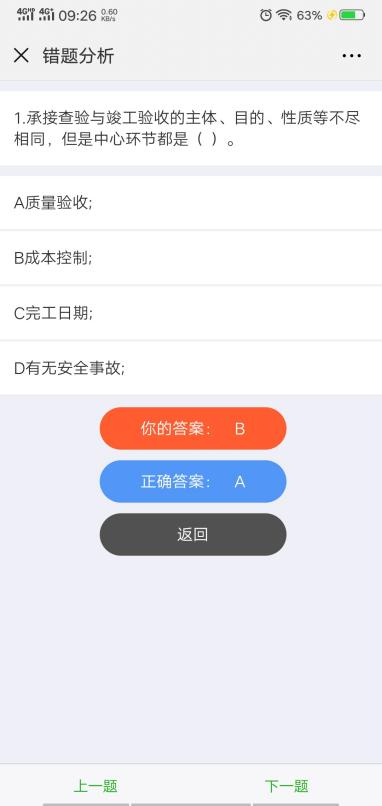 4GHD 4G+ 09:26 0.60 KB/s 63%
错题分析
1.承接查验与竣工验收的主体、目的、性质等不尽
相同，但是中心环节都是（ ）。
A质量验收;
B成本控制;
C完工日期;
D有无安全事故;
你的答案： B
正确答案： A
返回
上一题 下一题